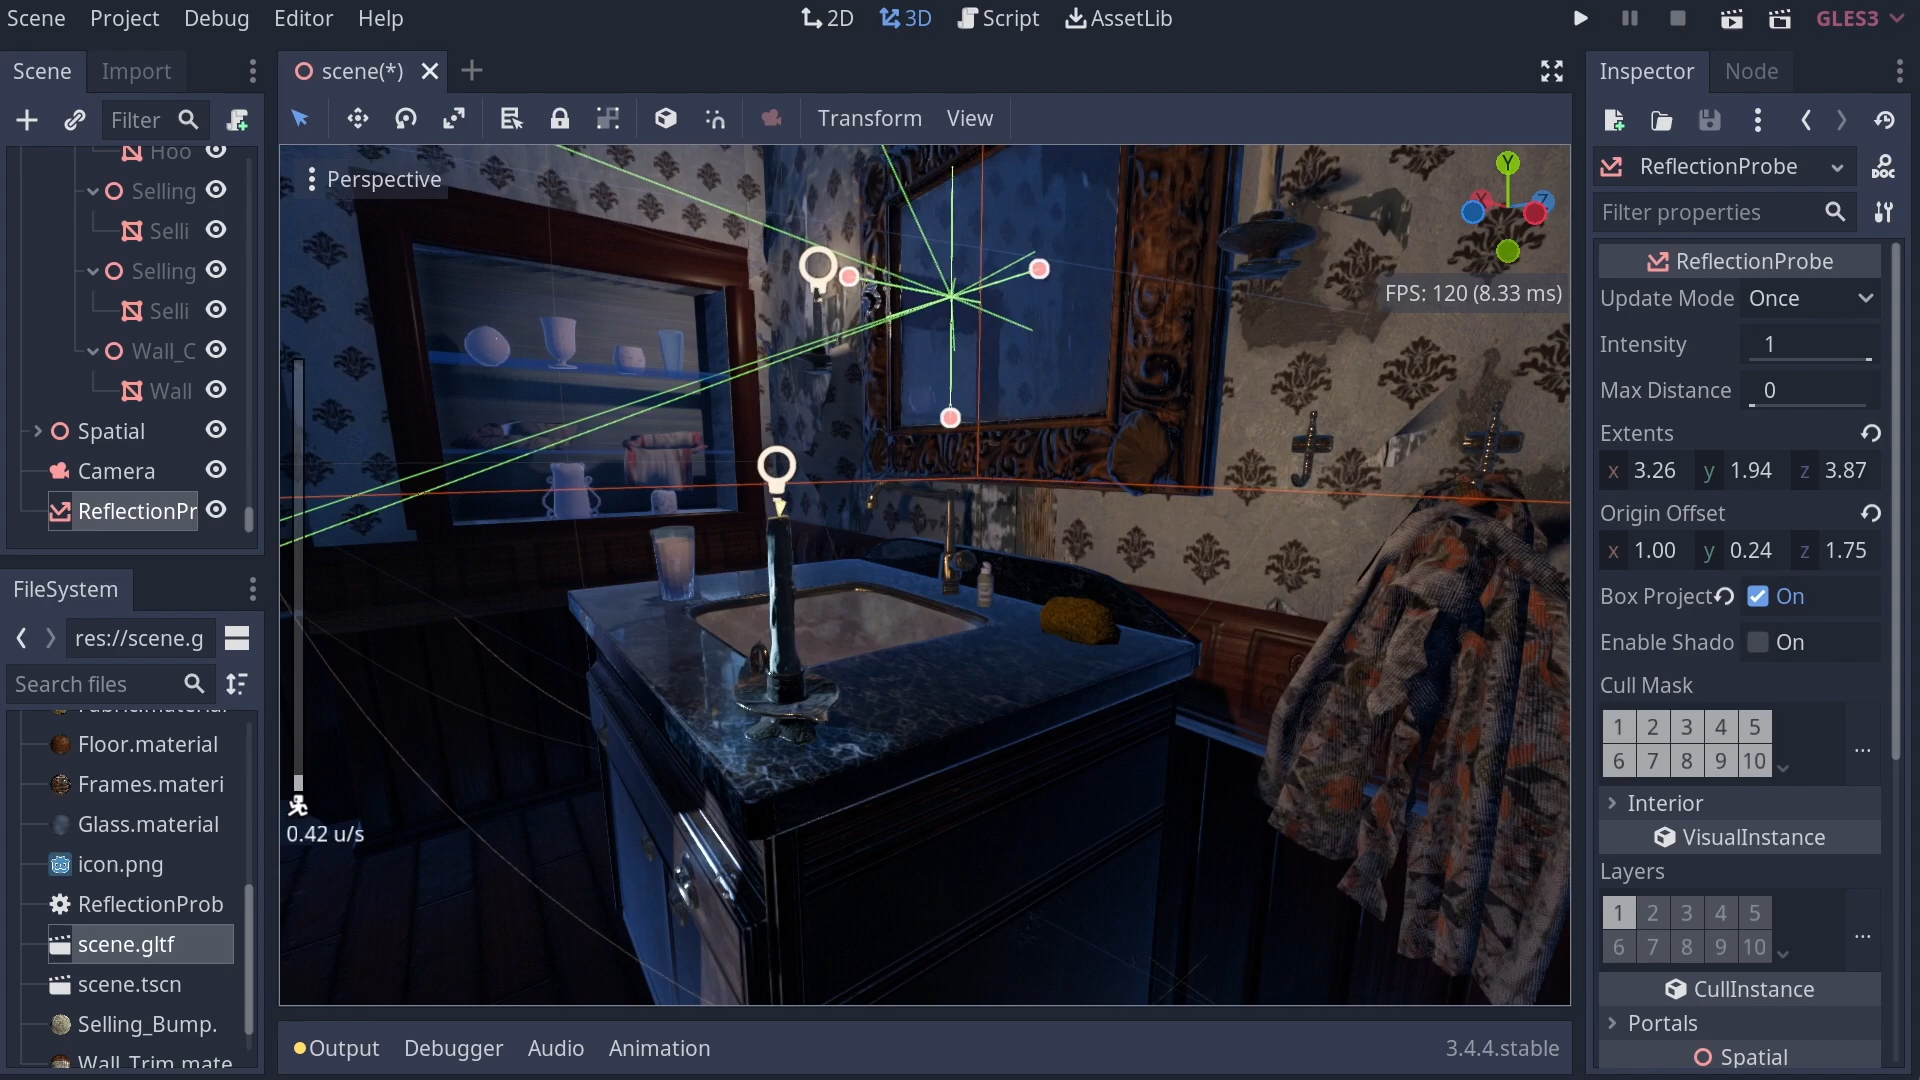 Scene Project Debug Editor Help
2D 3D Script AssetLib
GLES3
Scene Import
scene(*)
Inspector Node
Filter
Transform View
Hoo
Selling
Selli
Selling
Selli
Wall_C
Wall
Spatial
Camera
ReflectionPr
FileSystem
res://scene.g
Search files
Floor.material
Frames.materi
Glass.material
icon.png
ReflectionProb
scene.gltf
scene.tscn
Selling_Bump.
Wall_Trim.mate
Perspective
Y
Z
FPS: 120 (8.33 ms)
0.42 u/s
Output Debugger Audio Animation 3.4.4.stable
ReflectionProbe
DOC
Filter properties
ReflectionProbe
Update Mode Once
Intensity 1
Max Distance 0
Extents
x 3.26 y 1.94 z 3.87
Origin Offset
x 1.00 y 0.24 z 1.75
Box Project On
Enable Shado On
Cull Mask
1 2 3 4 5
6 7 8 9 10
...
Interior
VisualInstance
Layers
1 2 3 4 5
6 7 8 9 10
...
CullInstance
Portals
Spatial